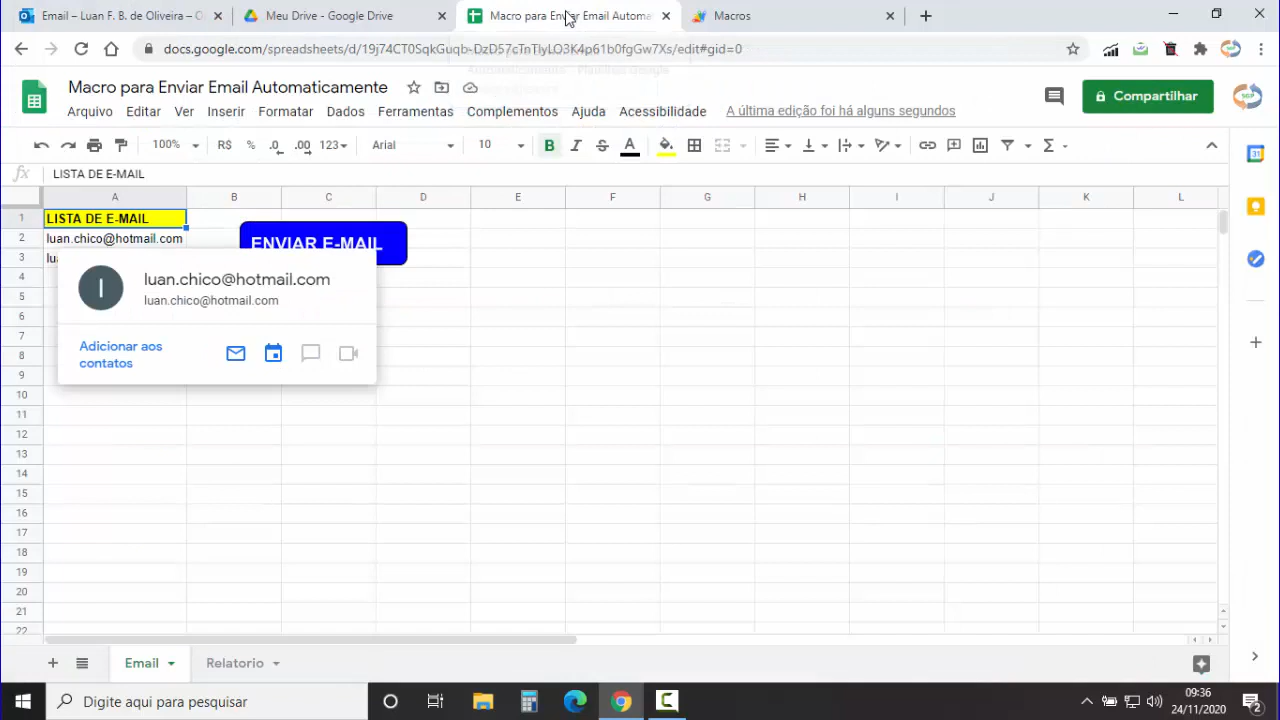 Email – Luan F. B. de Oliveira – O
Meu Drive - Google Drive
Macro para Enviar Email Automa
Macros
docs.google.com/spreadsheets/d/19j74CT0SqkGuqb-DzD57cTnTlyLO3K4p61b0fgGw7Xs/edit#gid=0
Macro para Enviar Email Automaticamente
Arquivo Editar Ver Inserir Formatar Dados Ferramentas Complementos Ajuda Acessibilidade A última edição foi há alguns segundos
Compartilhar
100% R$ % .0 .00 123 Arial 10 B I S A
fx LISTA DE E-MAIL
A B C D E F G H I J K L
1 LISTA DE E-MAIL
2 luan.chico@hotmail.com
ENVIAR E-MAIL
3 lu
4
l luan.chico@hotmail.com
luan.chico@hotmail.com
5
6
7
Adicionar aos
contatos
8
9
10
11
12
13
14
15
16
17
18
19
20
21
22
Email Relatorio
Digite aqui para pesquisar
09:36
24/11/2020
2